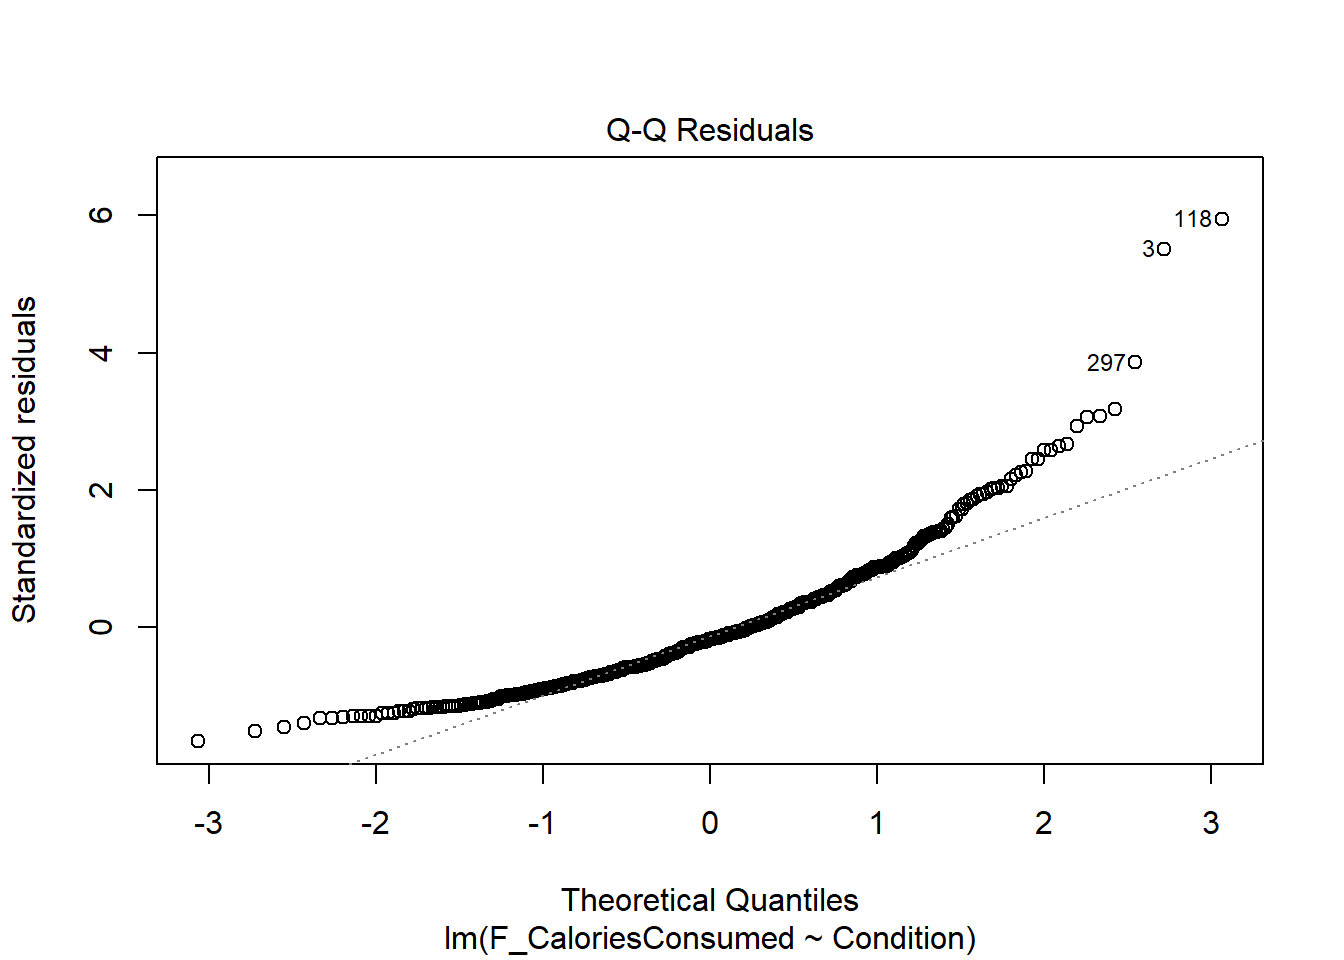 Q-Q Residuals
Standardized residuals
6
4
2
0
118
3
297
-3 -2 -1 0 1 2 3
Theoretical Quantiles
lm(F_CaloriesConsumed ~ Condition)